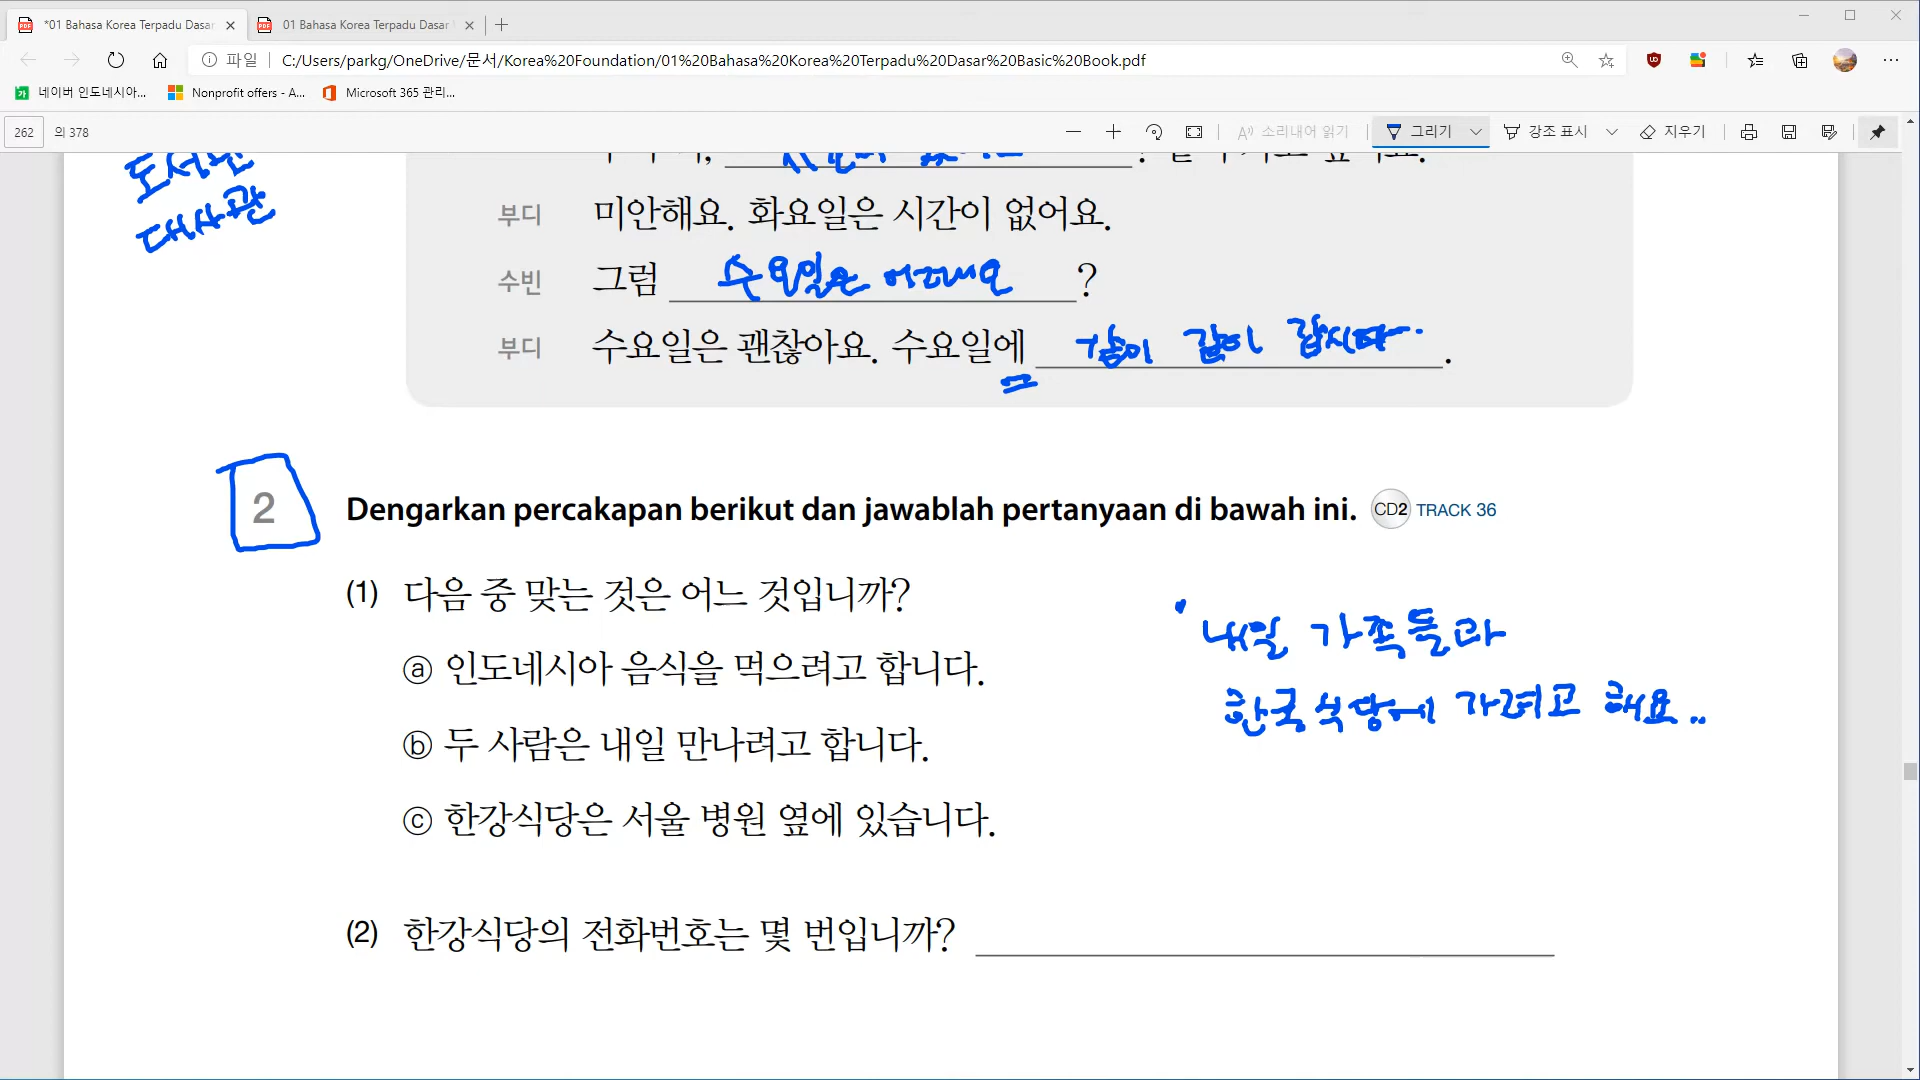 *01 Bahasa Korea Terpadu Dasar
01 Bahasa Korea Terpadu Dasar
파일
C:/Users/parkg/OneDrive/문서/Korea%20Foundation/01%20Bahasa%20Korea%20Terpadu%20Dasar%20Basic%20Book.pdf
네이버 인도네시아...
Nonprofit offers - A...
Microsoft 365 관리...
262 의 378
소리내어 읽기
그리기
강조 표시
지우기
도서관
대사관
부디 미안해요. 화요일은 시간이 없어요.
수빈 그럼 수요일은 어때요?
부디 수요일은 괜찮아요. 수요일에 같이 갑시다.
2 Dengarkan percakapan berikut dan jawablah pertanyaan di bawah ini. CD2 TRACK 36
(1) 다음 중 맞는 것은 어느 것입니까?
ⓐ 인도네시아 음식을 먹으려고 합니다.
ⓑ 두 사람은 내일 만나려고 합니다.
ⓒ 한강식당은 서울 병원 옆에 있습니다.
내일 가족들과
한국 식당에 가려고 해요..
(2) 한강식당의 전화번호는 몇 번입니까?